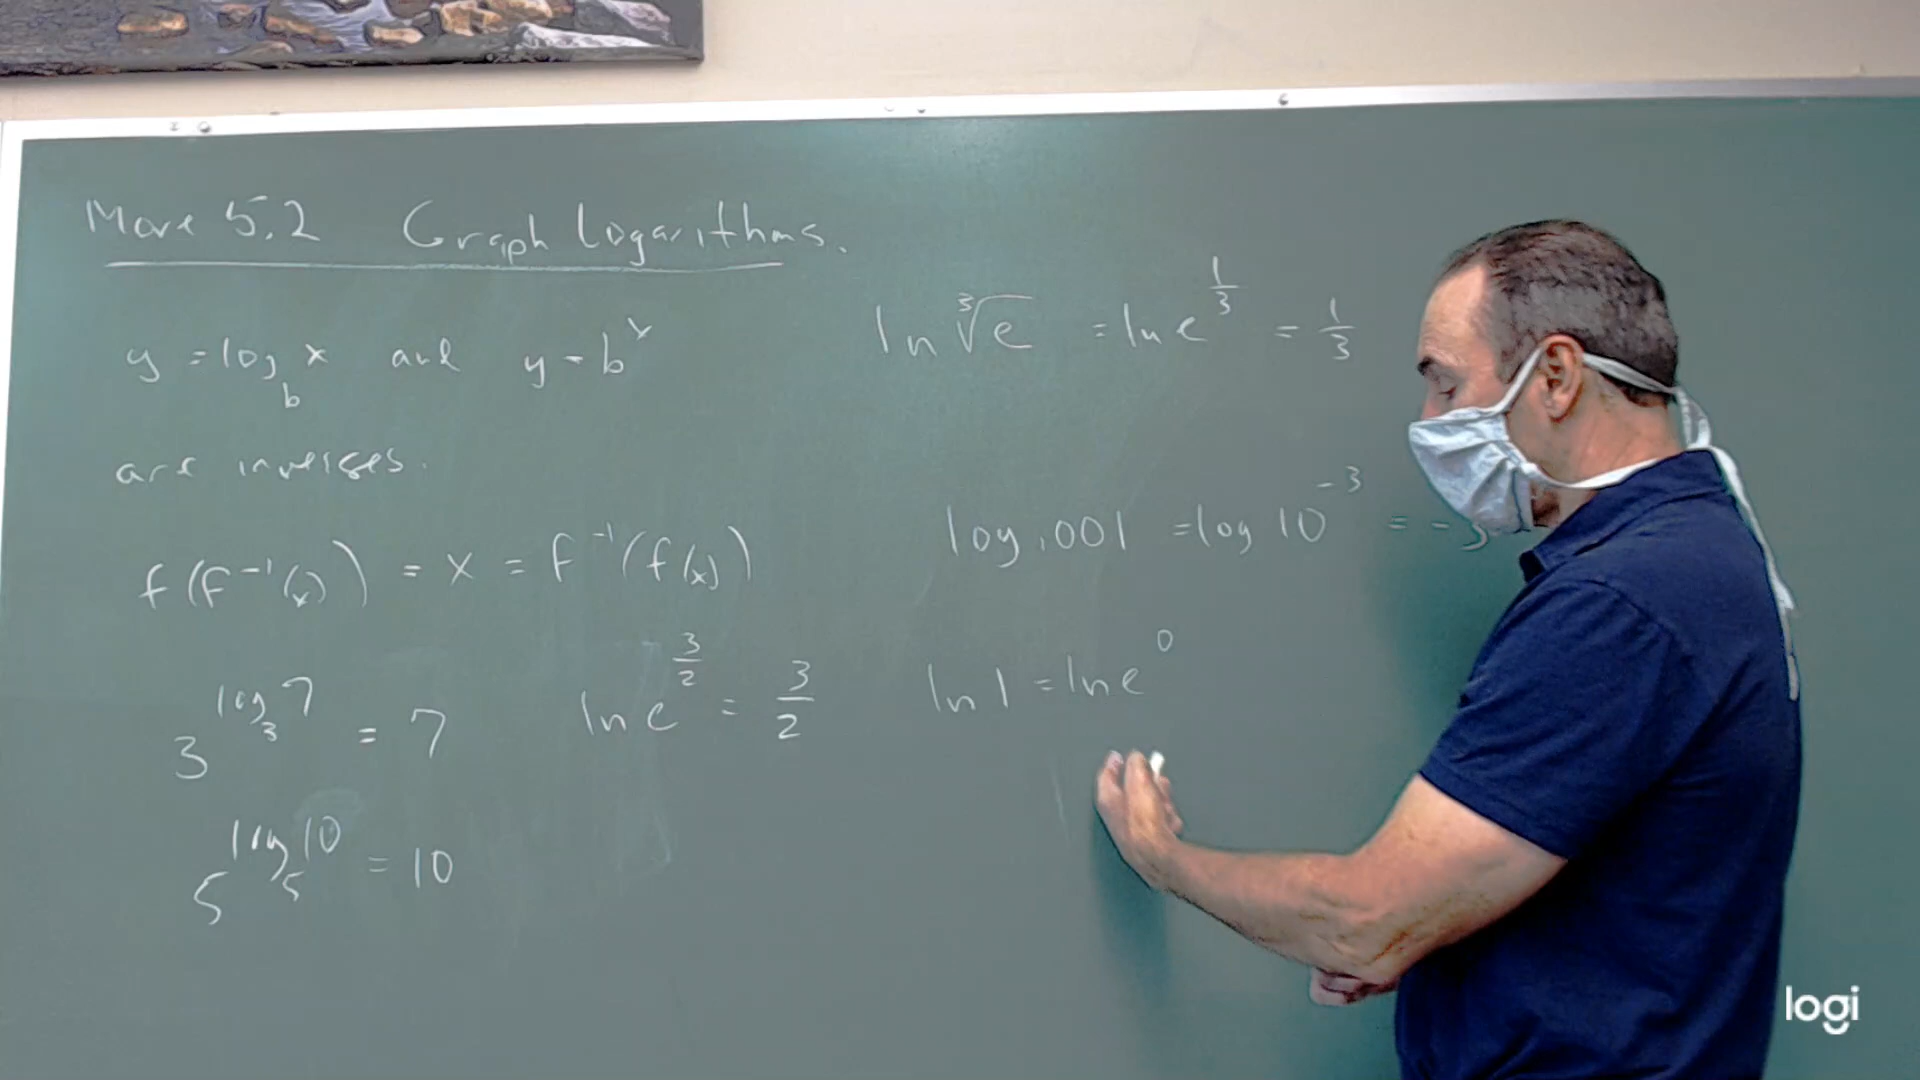 More 5.2 Graph Logarithms.
y = log_b x and y = b^x
are inverses.
f(f^-1(x)) = x = f^-1(f(x))
3^(log_3 7) = 7
ln e^(3/2) = 3/2
5^(log_5 10) = 10
ln ∛e = ln e^(1/3) = 1/3
log .001 = log 10^-3 = -3
ln 1 = ln e^0
logi